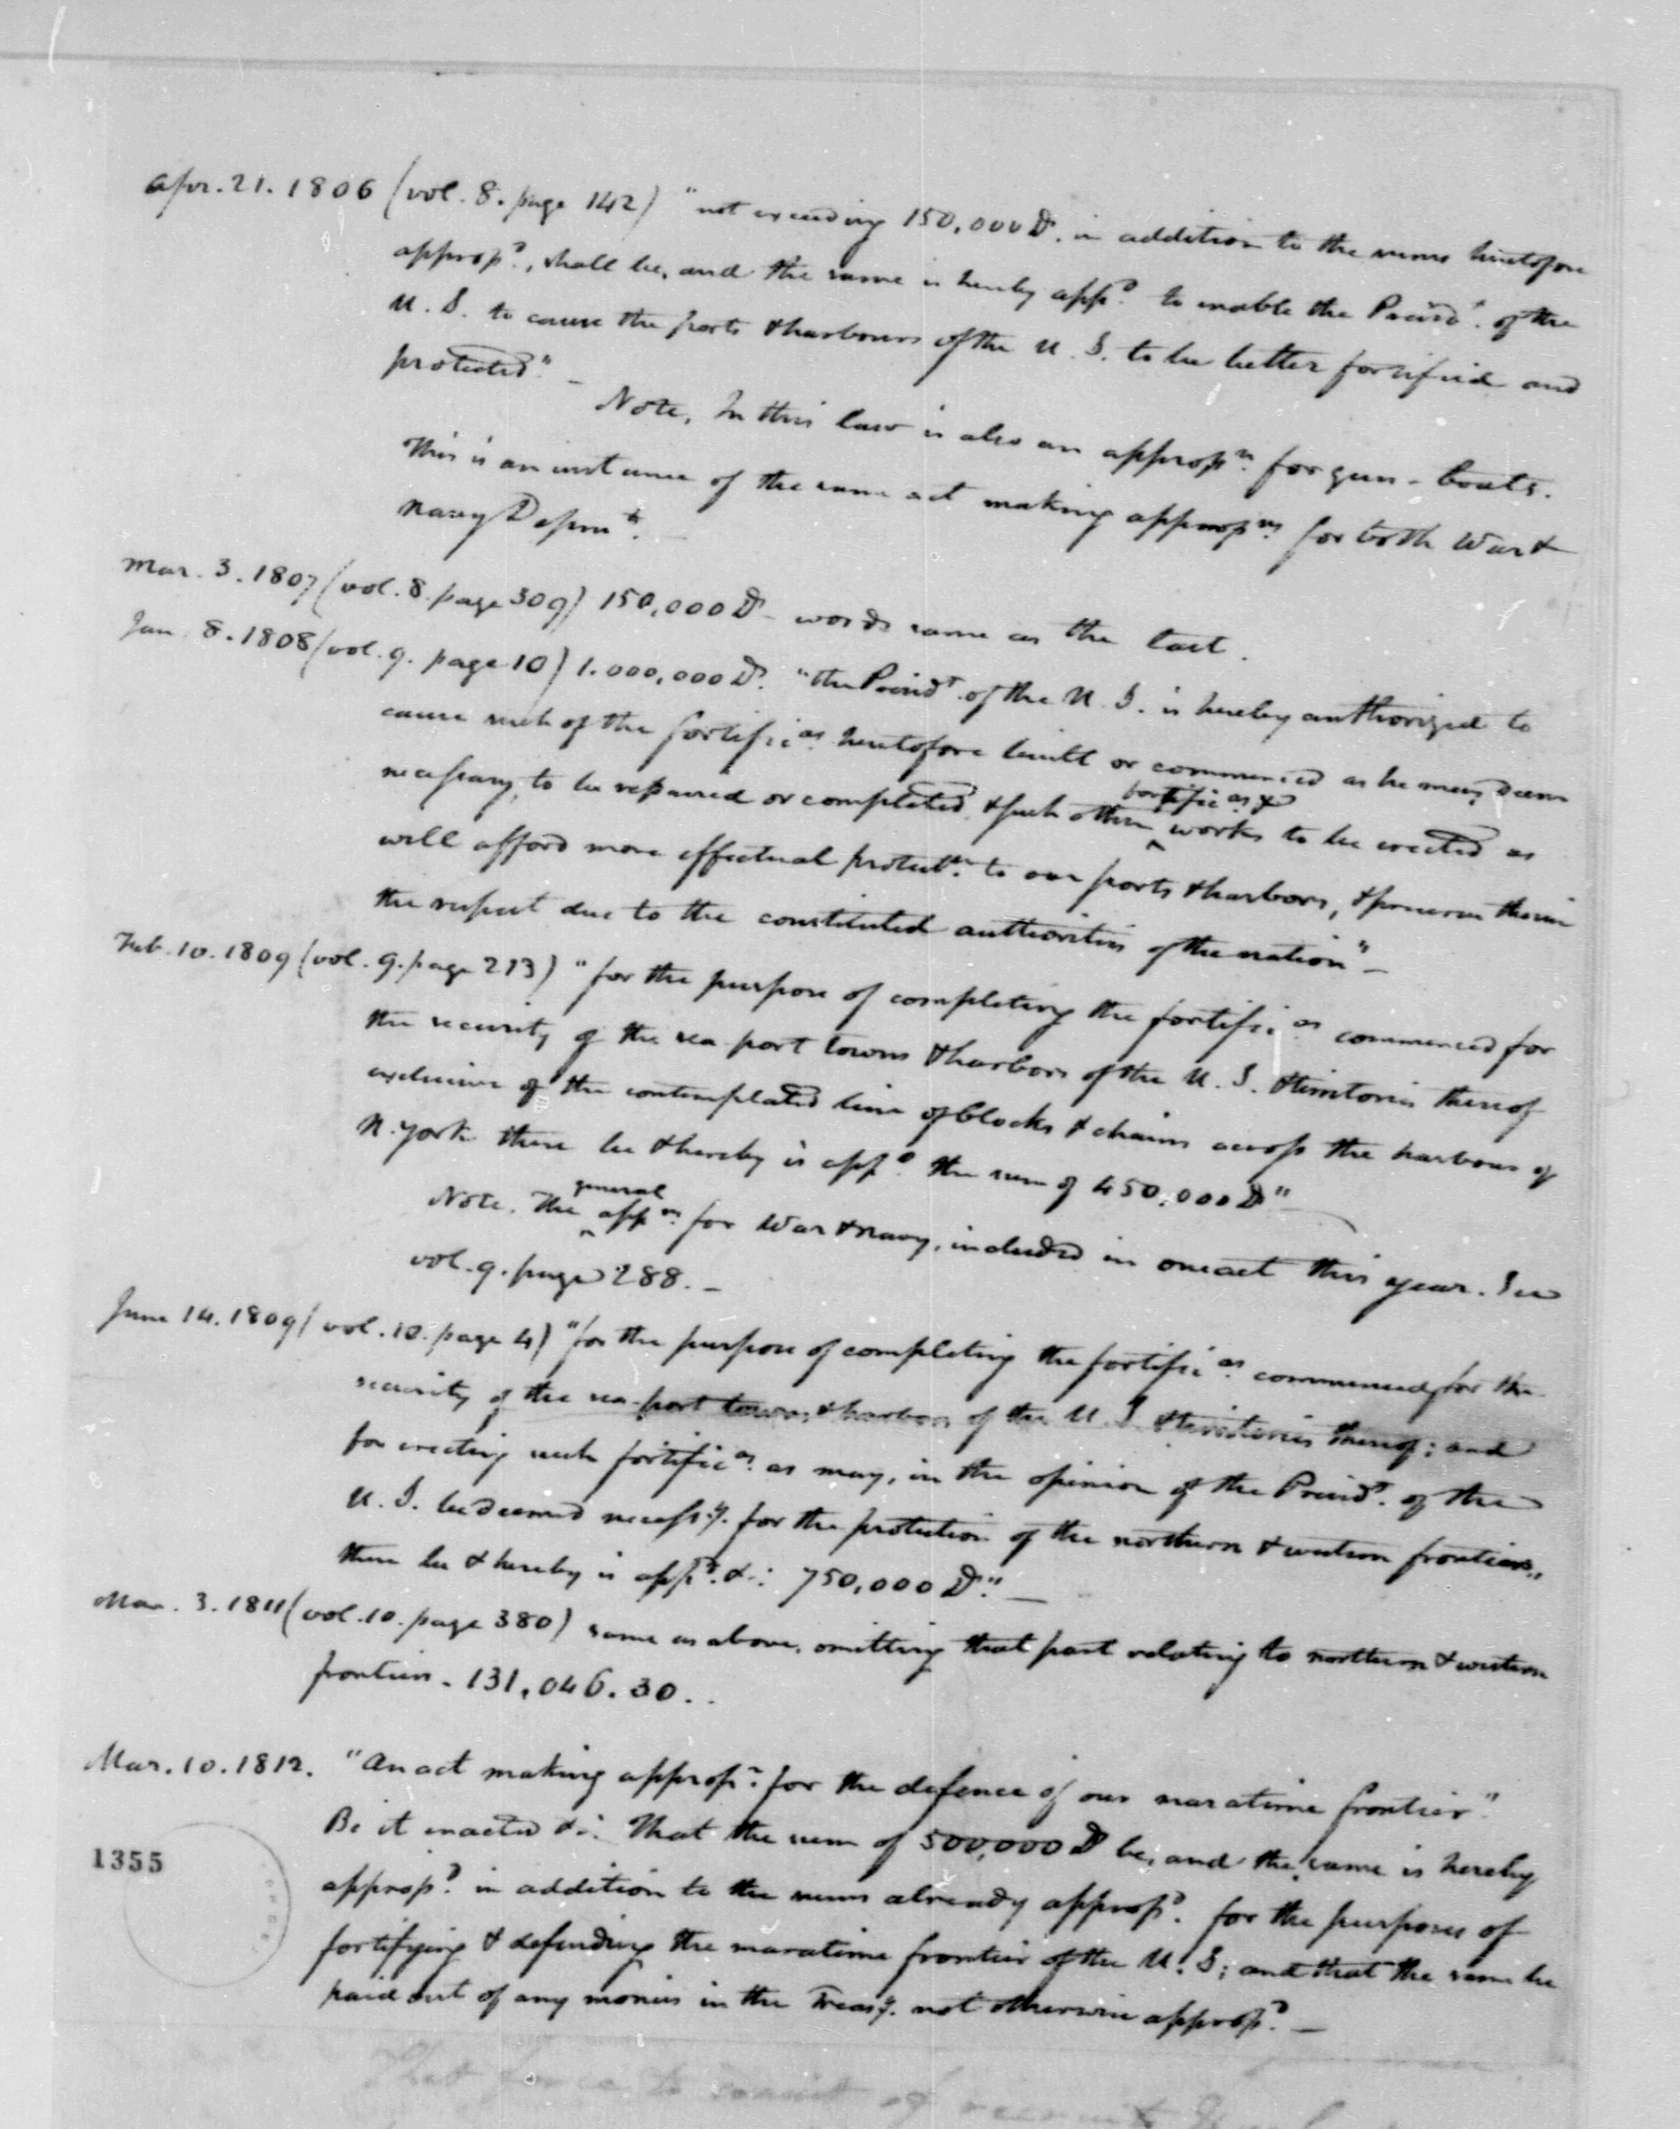 Apr. 21. 1806 (vol. 8. page 142) "not exceeding 150,000 D. in addition to the sums heretofore
approp.d, shall be, and the same is hereby app.d to enable the Presid.t of the
U. S. to cause the ports & harbours of the U. S. to be better fortified and
protected." —
Note, In this law is also an approp.n for gun-boats.
This is an instance of the same act making approp.ns for both War &
Navy Departm.ts. —
Mar. 3. 1807 (vol. 8. page 309) 150,000 D. — words same as the last.
Jan. 8. 1808 (vol. 9. page 10) 1.000,000 D. "the Presid.t of the U. S. is hereby authorized to
cause such of the fortific.as heretofore built or commenced as he may deem
necessary, to be repaired or completed, & such other
fortific.as &
works to be erected as
will afford more effectual protect.n to our ports & harbors, & preserve therein
the respect due to the constituted authorities of the nation" —
Feb. 10. 1809 (vol. 9. page 213) "for the purpose of completing the fortific.as commenced for
the security of the sea port towns & harbors of the U. S. & territories thereof
exclusive of the contemplated line of blocks & chains across the harbour of
N. York there be & hereby is app.d the sum of 450,000 D" —
general
Note. The app.ns for War & Navy, included in one act this year. See
vol. 9. page 288. —
June 14. 1809 (vol. 10. page 4) "for the purpose of completing the fortific.as commenced for the
security of the sea-port towns & harbors of the U. S. & territories thereof; and
for erecting such fortific.as as may, in the opinion of the Presid.t of the
U. S. be deemed necess.y for the protection of the northern & western frontiers,
there be & hereby is app.d &c. 750,000 D." —
Mar. 3. 1811 (vol. 10. page 380) same as above, omitting that part relating to northern & western
frontiers. 131,046.30..
Mar. 10. 1812. "An act making approp.n for the defence of our maratime frontier."
Be it enacted &c. That the sum of 500,000 D be, and the same is hereby
approp.d in addition to the sums already approp.d for the purposes of
fortifying & defending the maratime frontier of the U. S; and that the same be
paid out of any monies in the Treas.y not otherwise approp.d —
1355